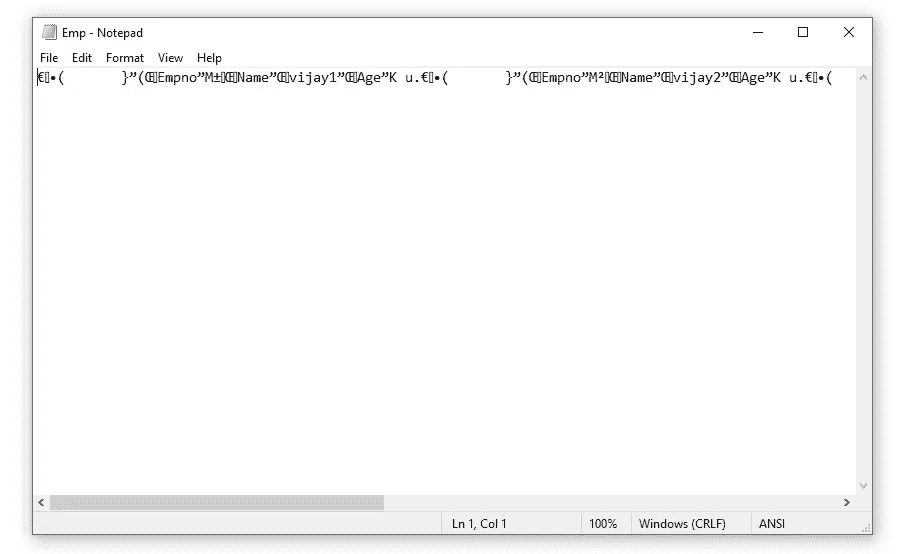 Emp - Notepad
File Edit Format View Help
€▯•(       }”(Œ▯Empno”M±▯Œ▯Name”Œ▯vijay1”Œ▯Age”K u.€▯•(       }”(Œ▯Empno”M²▯Œ▯Name”Œ▯vijay2”Œ▯Age”K u.€▯•(
Ln 1, Col 1 100% Windows (CRLF) ANSI